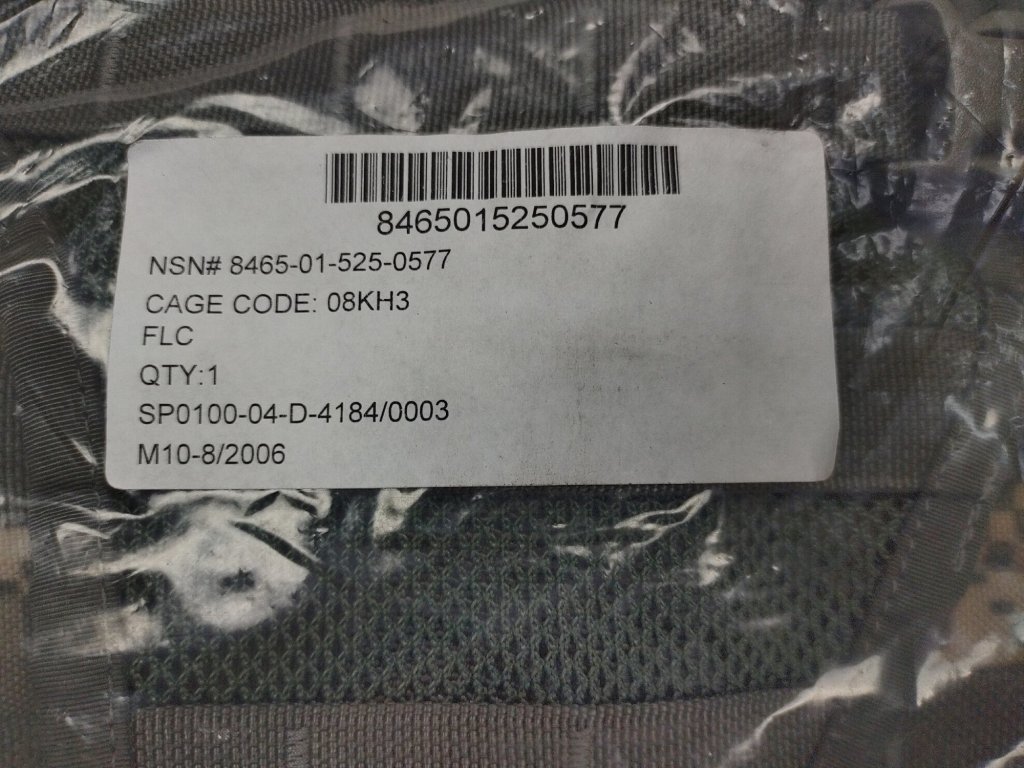 8465015250577
NSN# 8465-01-525-0577
CAGE CODE: 08KH3
FLC
QTY:1
SP0100-04-D-4184/0003
M10-8/2006